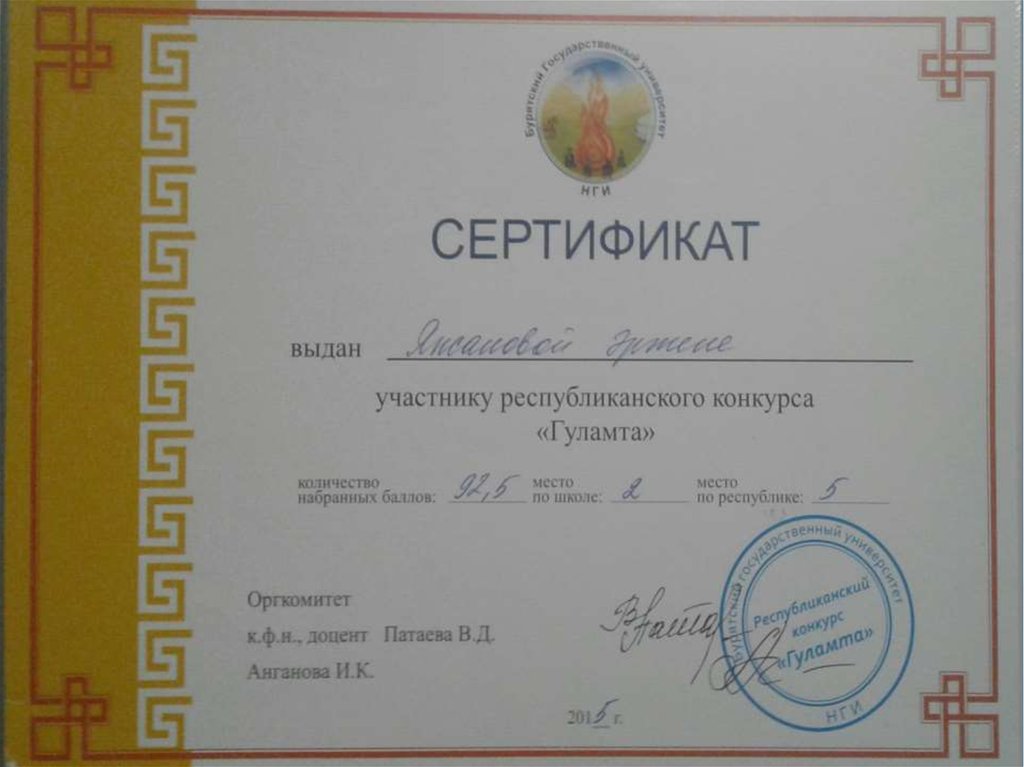 Бурятский Государственный университет
НГИ
СЕРТИФИКАТ
выдан Яксановой Эржене
участнику республиканского конкурса
«Гуламта»
количество набранных баллов: 92,5 место по школе: 2 место по республике: 5
Оргкомитет
к.ф.н., доцент Патаева В.Д.
Анганова И.К.
2015 г.
Бурятский государственный университет
Республиканский
конкурс
«Гуламта»
НГИ